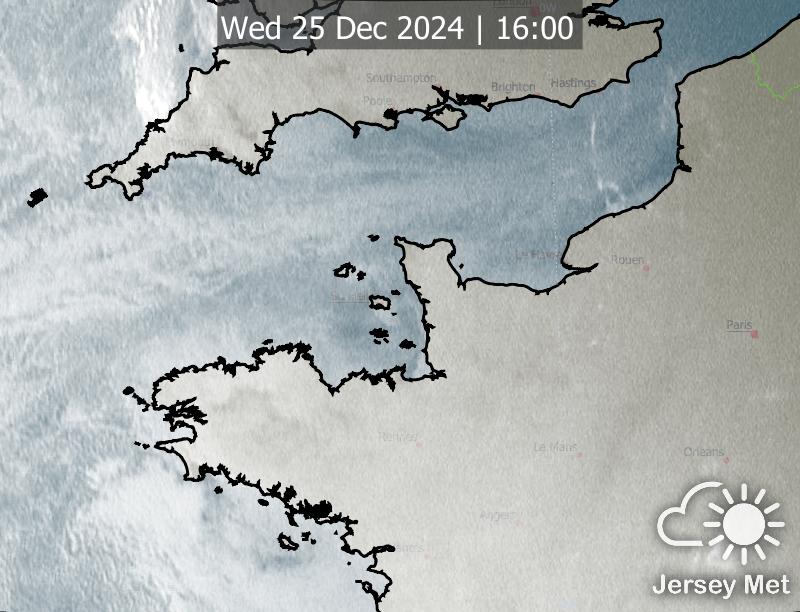 London
Wed 25 Dec 2024 | 16:00
Southampton
Brighton
Hastings
Poole
Le Havre
Rouen
Paris
Rennes
Le Mans
Orleans
Angers
Jersey Met